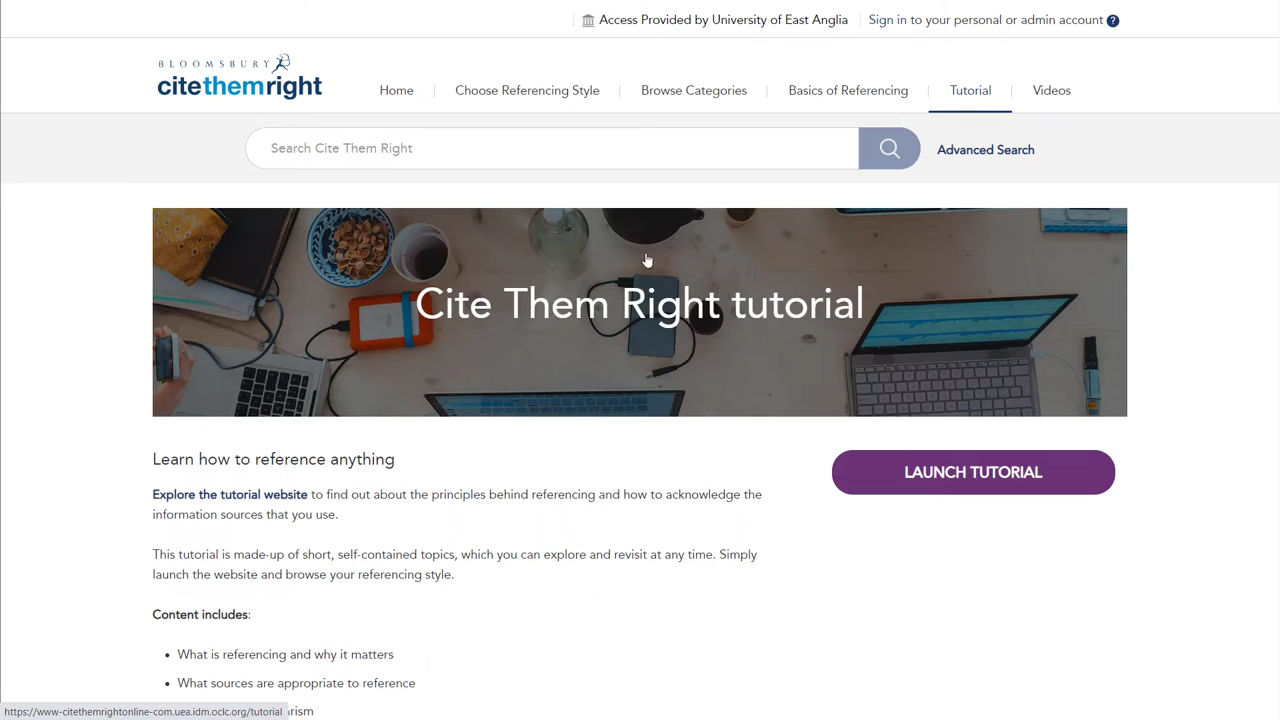 Access Provided by University of East Anglia
Sign in to your personal or admin account ?
BLOOMSBURY
citethemright
Home
Choose Referencing Style
Browse Categories
Basics of Referencing
Tutorial
Videos
Search Cite Them Right
Advanced Search
Cite Them Right tutorial
Learn how to reference anything
LAUNCH TUTORIAL
Explore the tutorial website to find out about the principles behind referencing and how to acknowledge the
information sources that you use.
This tutorial is made-up of short, self-contained topics, which you can explore and revisit at any time. Simply
launch the website and browse your referencing style.
Content includes:
• What is referencing and why it matters
• What sources are appropriate to reference
https://www-citethemrightonline-com.uea.idm.oclc.org/tutorial